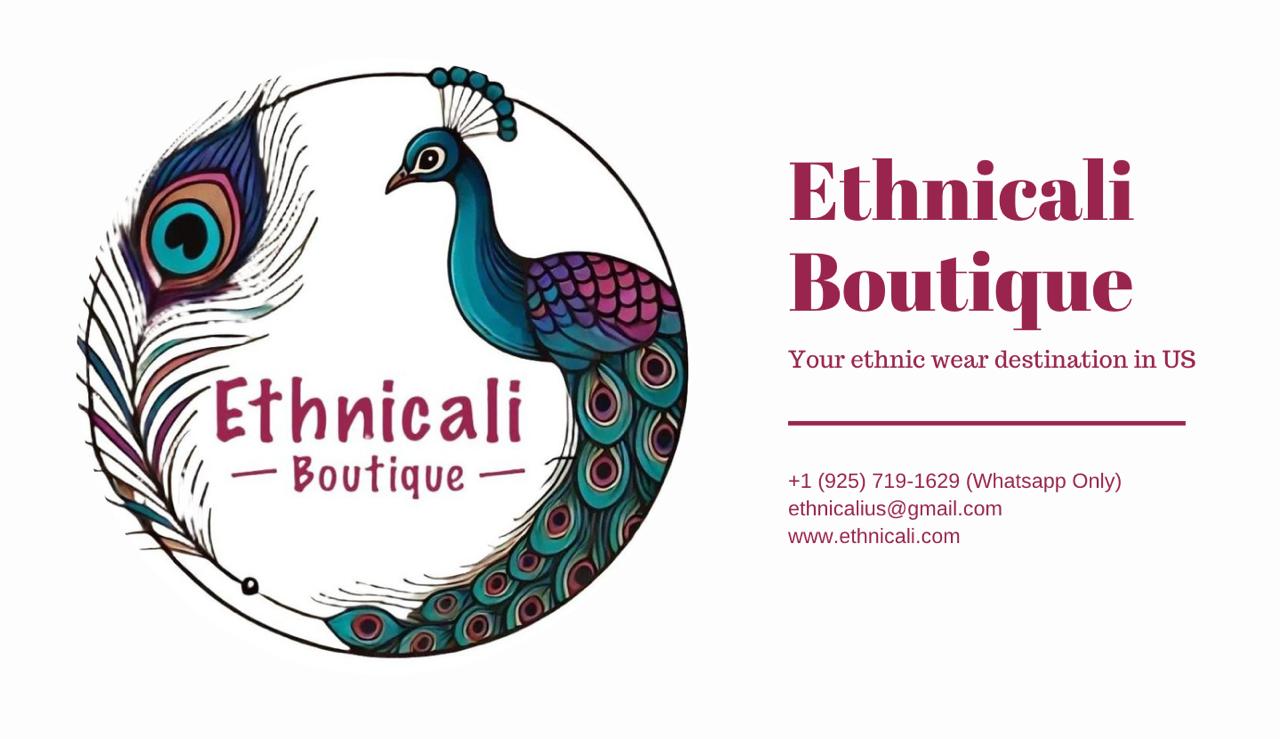 Ethnicali
— Boutique —
Ethnicali
Boutique
Your ethnic wear destination in US
+1 (925) 719-1629 (Whatsapp Only)
ethnicalius@gmail.com
www.ethnicali.com